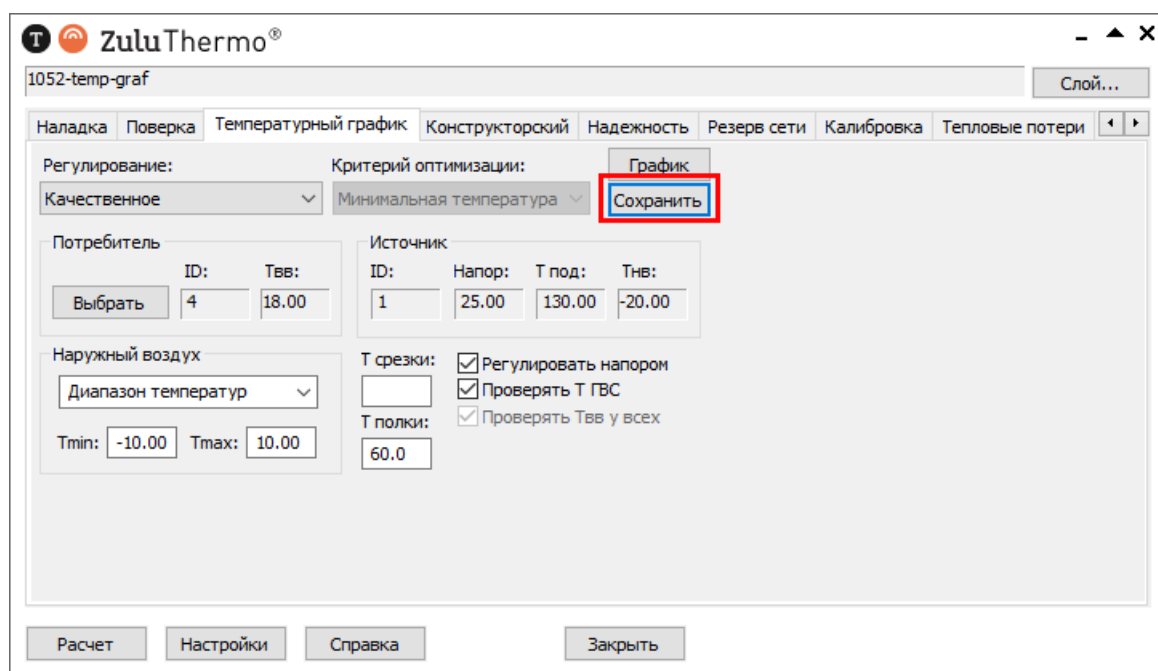 ZuluThermo®
1052-temp-graf
Слой...
Наладка Поверка Температурный график Конструкторский Надежность Резерв сети Калибровка Тепловые потери
Регулирование: Критерий оптимизации: График
Качественное Минимальная температура Сохранить
Потребитель Источник
ID: Tвв: ID: Напор: T под: Tнв:
Выбрать 4 18.00 1 25.00 130.00 -20.00
Наружный воздух T срезки: Регулировать напором
Диапазон температур Проверять T ГВС
T полки: Проверять Tвв у всех
Tmin: -10.00 Tmax: 10.00 60.0
Расчет Настройки Справка Закрыть